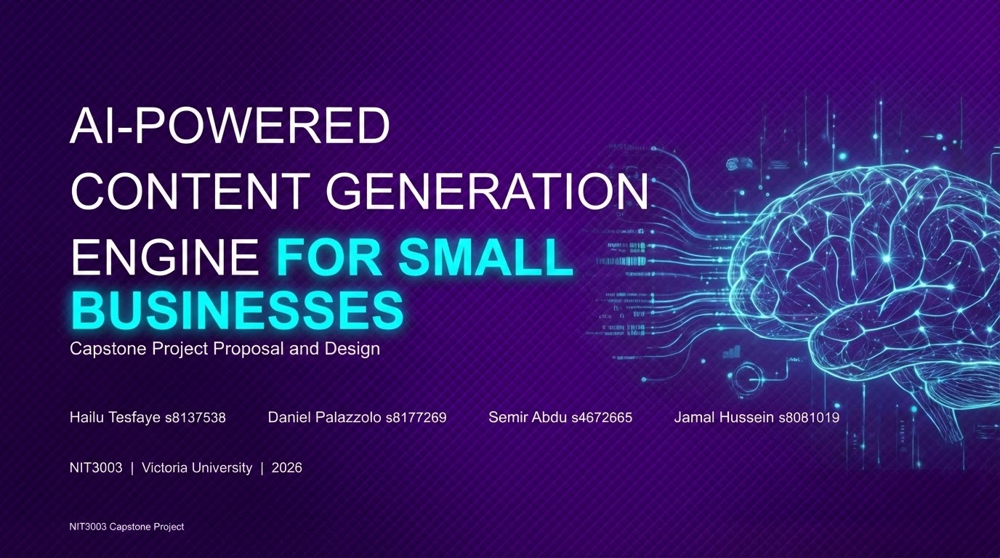 AI-POWERED
CONTENT GENERATION
ENGINE FOR SMALL
BUSINESSES
Capstone Project Proposal and Design
Hailu Tesfaye s8137538 Daniel Palazzolo s8177269 Semir Abdu s4672665 Jamal Hussein s8081019
NIT3003 | Victoria University | 2026
NIT3003 Capstone Project